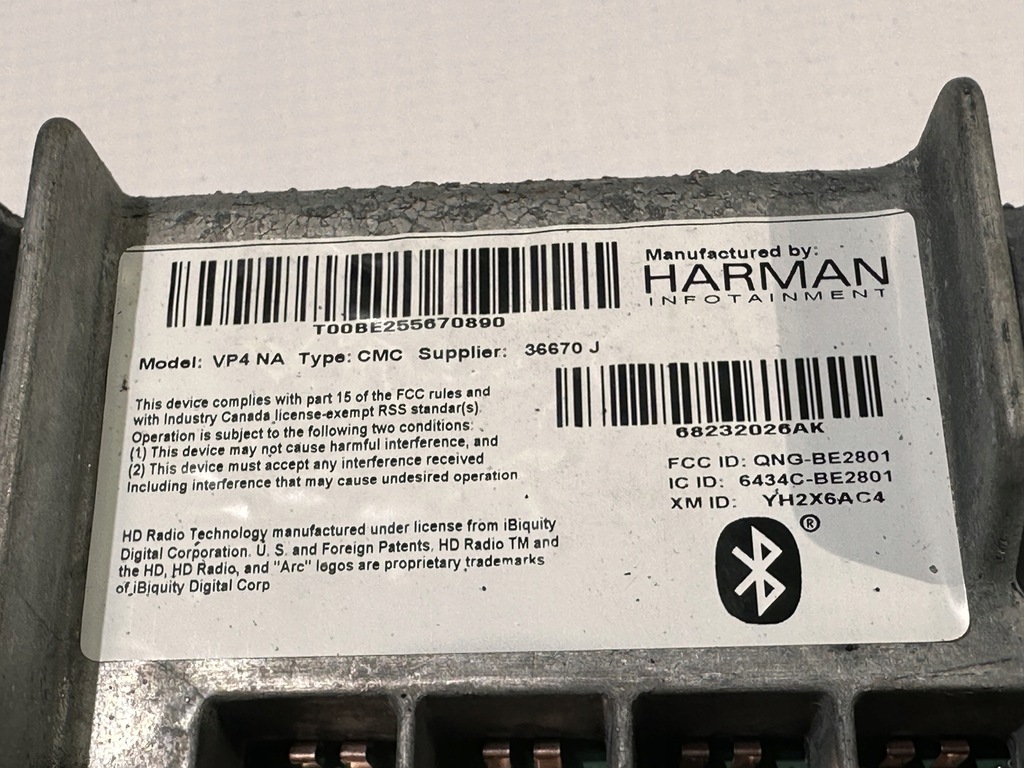 T00BE255670890
Manufactured by:
HARMAN
INFOTAINMENT
Model: VP4 NA Type: CMC Supplier: 36670 J
This device complies with part 15 of the FCC rules and
with Industry Canada license-exempt RSS standar(s).
Operation is subject to the following two conditions:
(1) This device may not cause harmful interference, and
(2) This device must accept any interference received
Including interference that may cause undesired operation
68232026AK
FCC ID: QNG-BE2801
IC ID: 6434C-BE2801
XM ID: YH2X6AC4
®
HD Radio Technology manufactured under license from iBiquity
Digital Corporation. U. S. and Foreign Patents. HD Radio TM and
the HD, HD Radio, and "Arc" logos are proprietary trademarks
of iBiquity Digital Corp